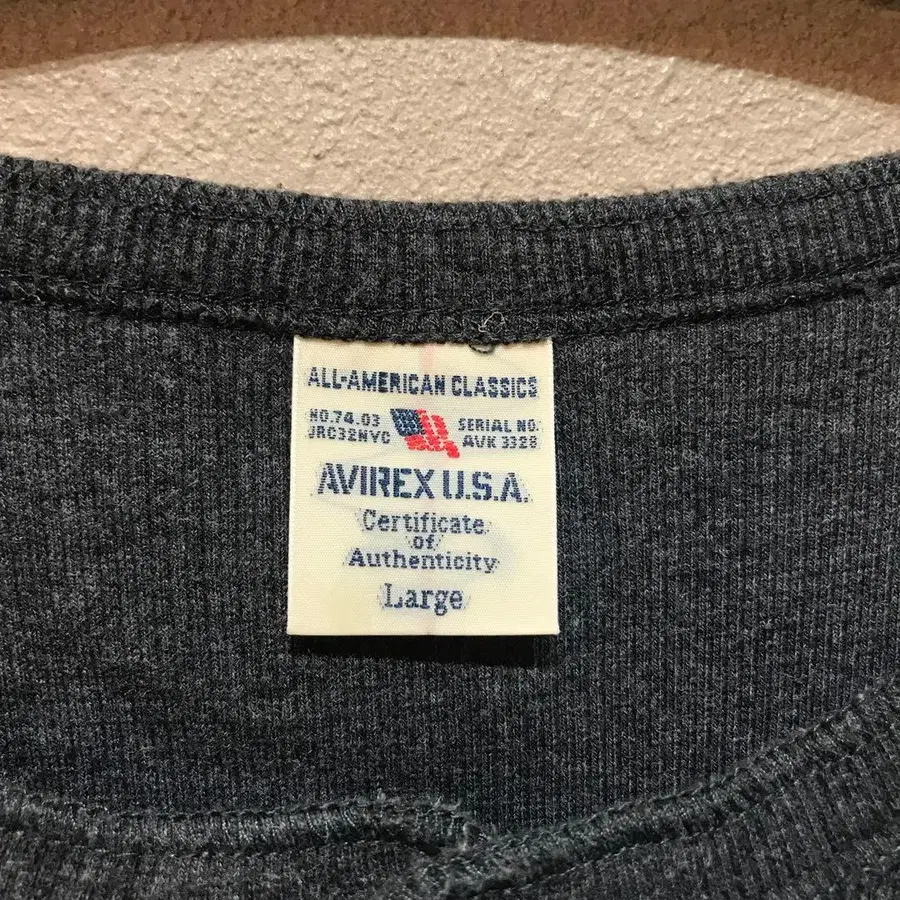 ALL-AMERICAN CLASSICS
NO.74.03 SERIAL NO.
JRC32NYC AVK 3328
AVIREX U.S.A.
Certificate
of
Authenticity
Large